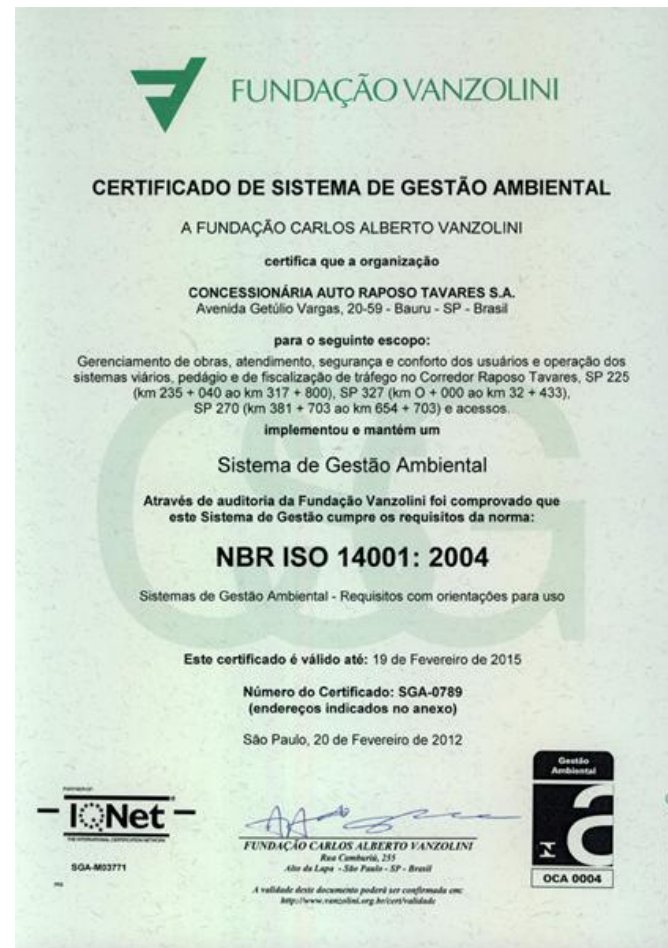 FUNDAÇÃO VANZOLINI
CERTIFICADO DE SISTEMA DE GESTÃO AMBIENTAL
A FUNDAÇÃO CARLOS ALBERTO VANZOLINI
certifica que a organização
CONCESSIONÁRIA AUTO RAPOSO TAVARES S.A.
Avenida Getúlio Vargas, 20-59 - Bauru - SP - Brasil
para o seguinte escopo:
Gerenciamento de obras, atendimento, segurança e conforto dos usuários e operação dos
sistemas viários, pedágio e de fiscalização de tráfego no Corredor Raposo Tavares, SP 225
(km 235 + 040 ao km 317 + 800), SP 327 (km O + 000 ao km 32 + 433),
SP 270 (km 381 + 703 ao km 654 + 703) e acessos.
implementou e mantém um
Sistema de Gestão Ambiental
Através de auditoria da Fundação Vanzolini foi comprovado que
este Sistema de Gestão cumpre os requisitos da norma:
NBR ISO 14001: 2004
Sistemas de Gestão Ambiental - Requisitos com orientações para uso
Este certificado é válido até: 19 de Fevereiro de 2015
Número do Certificado: SGA-0789
(endereços indicados no anexo)
São Paulo, 20 de Fevereiro de 2012
IQNet
THE INTERNATIONAL CERTIFICATION NETWORK
SGA-M03771
FUNDAÇÃO CARLOS ALBERTO VANZOLINI
Rua Camburiú, 255
Alto da Lapa - São Paulo - SP - Brasil
A validade deste documento poderá ser confirmada em:
http://www.vanzolini.org.br/cert/validade
Gestão
Ambiental
OCA 0004